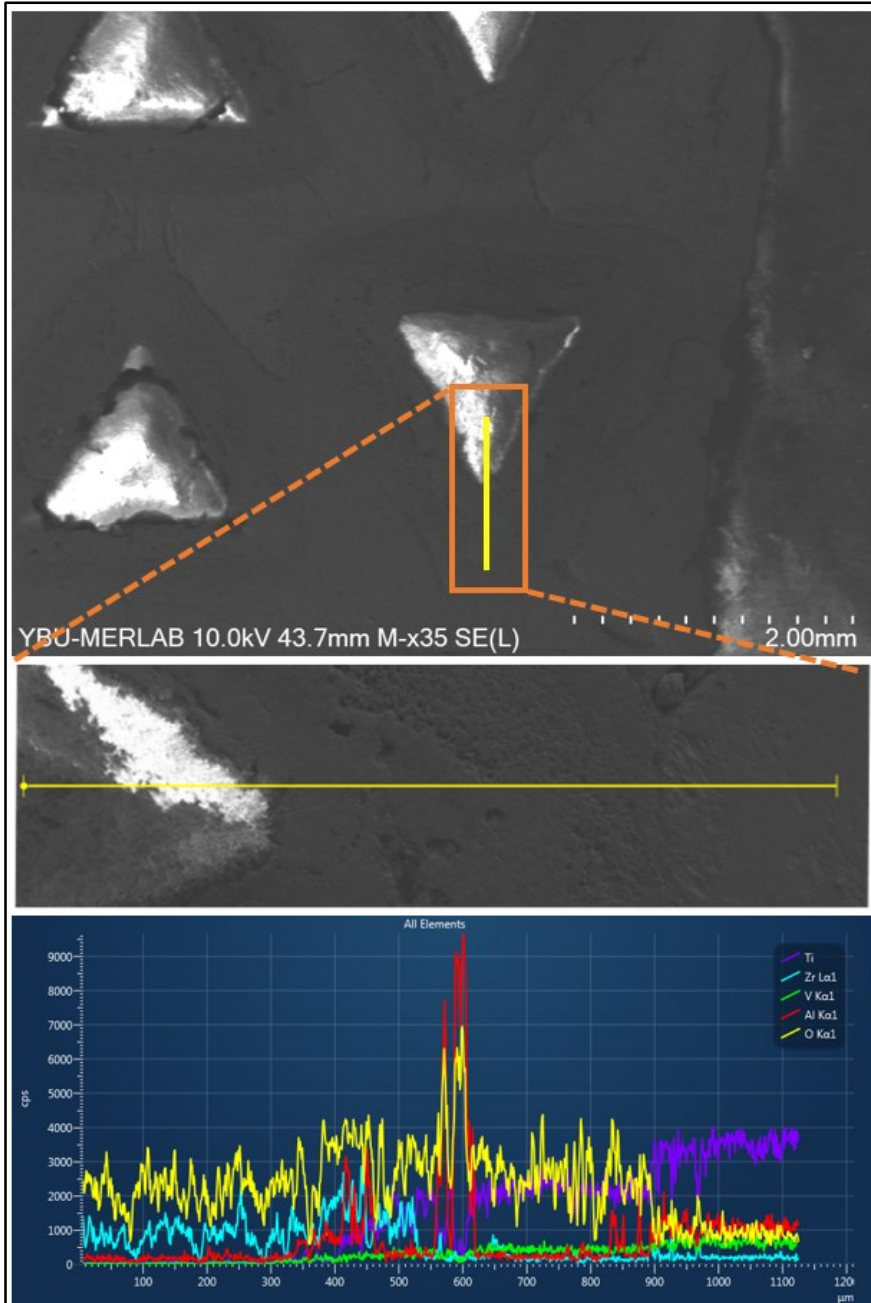 YBU-MERLAB 10.0kV 43.7mm M-x35 SE(L)
2.00mm
All Elements
Ti
Zr Lα1
V Kα1
Al Kα1
O Kα1
9000
8000
7000
6000
5000
4000
3000
2000
1000
0
cps
100
200
300
400
500
600
700
800
900
1000
1100
1200
µm